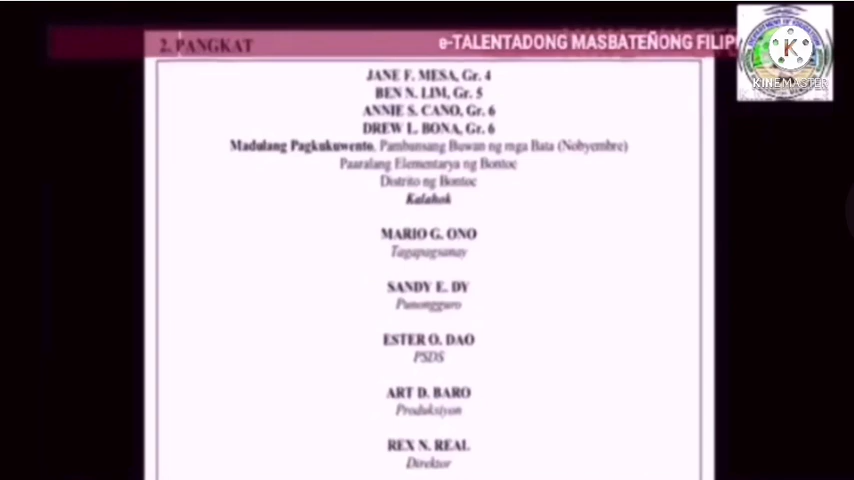 2. PANGKAT
e-TALENTADONG MASBATEÑONG FILIP
KINEMASTER
JANE F. MESA, Gr. 4
BEN N. LIM, Gr. 5
ANNIE S. CANO, Gr. 6
DREW L. BONA, Gr. 6
Madulang Pagkukuwento, Pambansang Buwan ng mga Bata (Nobyembre)
Paaralang Elementarya ng Bontoc
Distrito ng Bontoc
Kalahok
MARIO G. ONO
Tagapagsanay
SANDY E. DY
Punongguro
ESTER O. DAO
PSDS
ART D. BARO
Produksiyon
REX N. REAL
Direktor